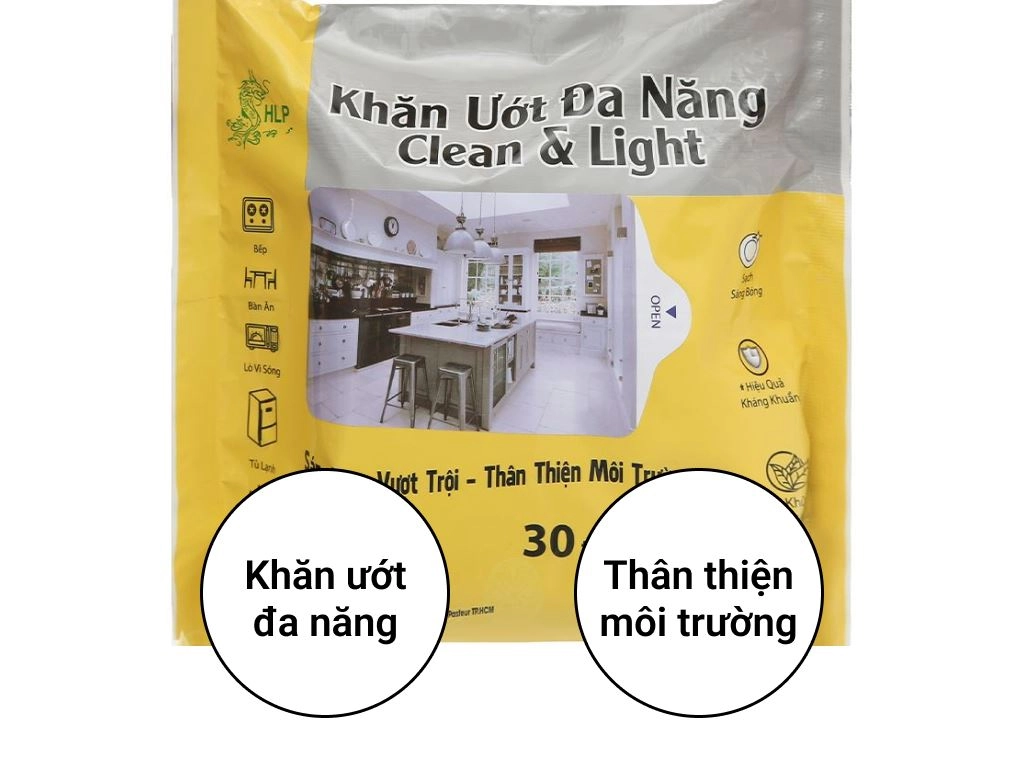 HLP
Khăn Ướt Đa Năng
Clean & Light
Bếp
Bàn Ăn
Lò Vi Sóng
Tủ Lạnh
OPEN
Sạch
Sáng Bóng
* Hiệu Quả
Kháng Khuẩn
Vượt Trội - Thân Thiện Môi
30
Pasteur TP.HCM
Khăn ướt
đa năng
Thân thiện
môi trường